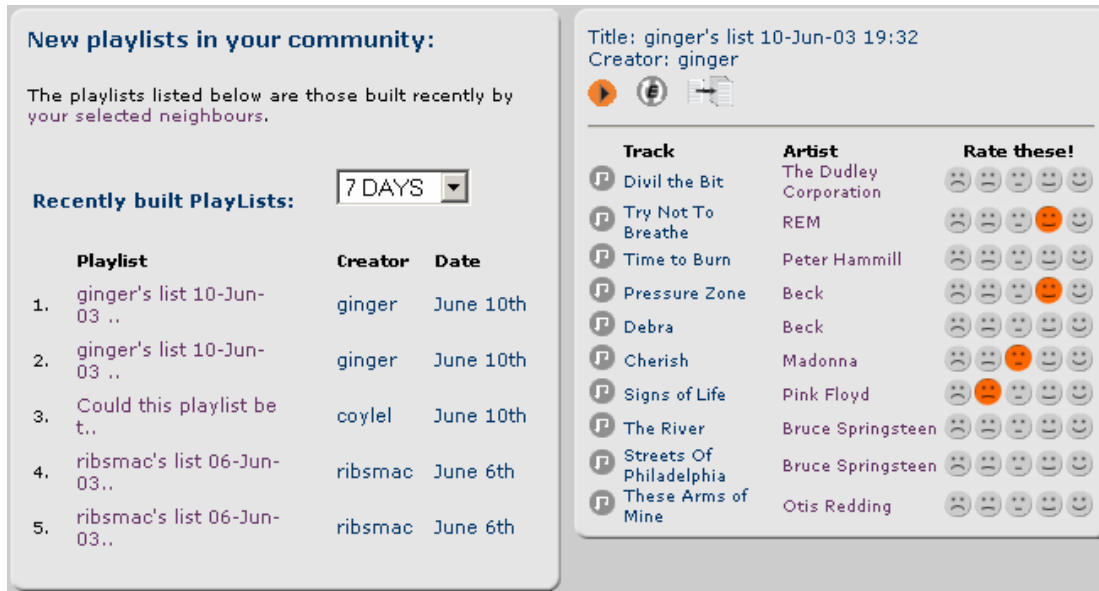 New playlists in your community:
The playlists listed below are those built recently by
your selected neighbours.
Recently built PlayLists:
7 DAYS
Playlist Creator Date
1. ginger's list 10-Jun-
03 .. ginger June 10th
2. ginger's list 10-Jun-
03 .. ginger June 10th
3. Could this playlist be
t.. coylel June 10th
4. ribsmac's list 06-Jun-
03.. ribsmac June 6th
5. ribsmac's list 06-Jun-
03.. ribsmac June 6th
Title: ginger's list 10-Jun-03 19:32
Creator: ginger
Track Artist Rate these!
Divil the Bit The Dudley
Corporation
Try Not To
Breathe REM
Time to Burn Peter Hammill
Pressure Zone Beck
Debra Beck
Cherish Madonna
Signs of Life Pink Floyd
The River Bruce Springsteen
Streets Of
Philadelphia Bruce Springsteen
These Arms of
Mine Otis Redding